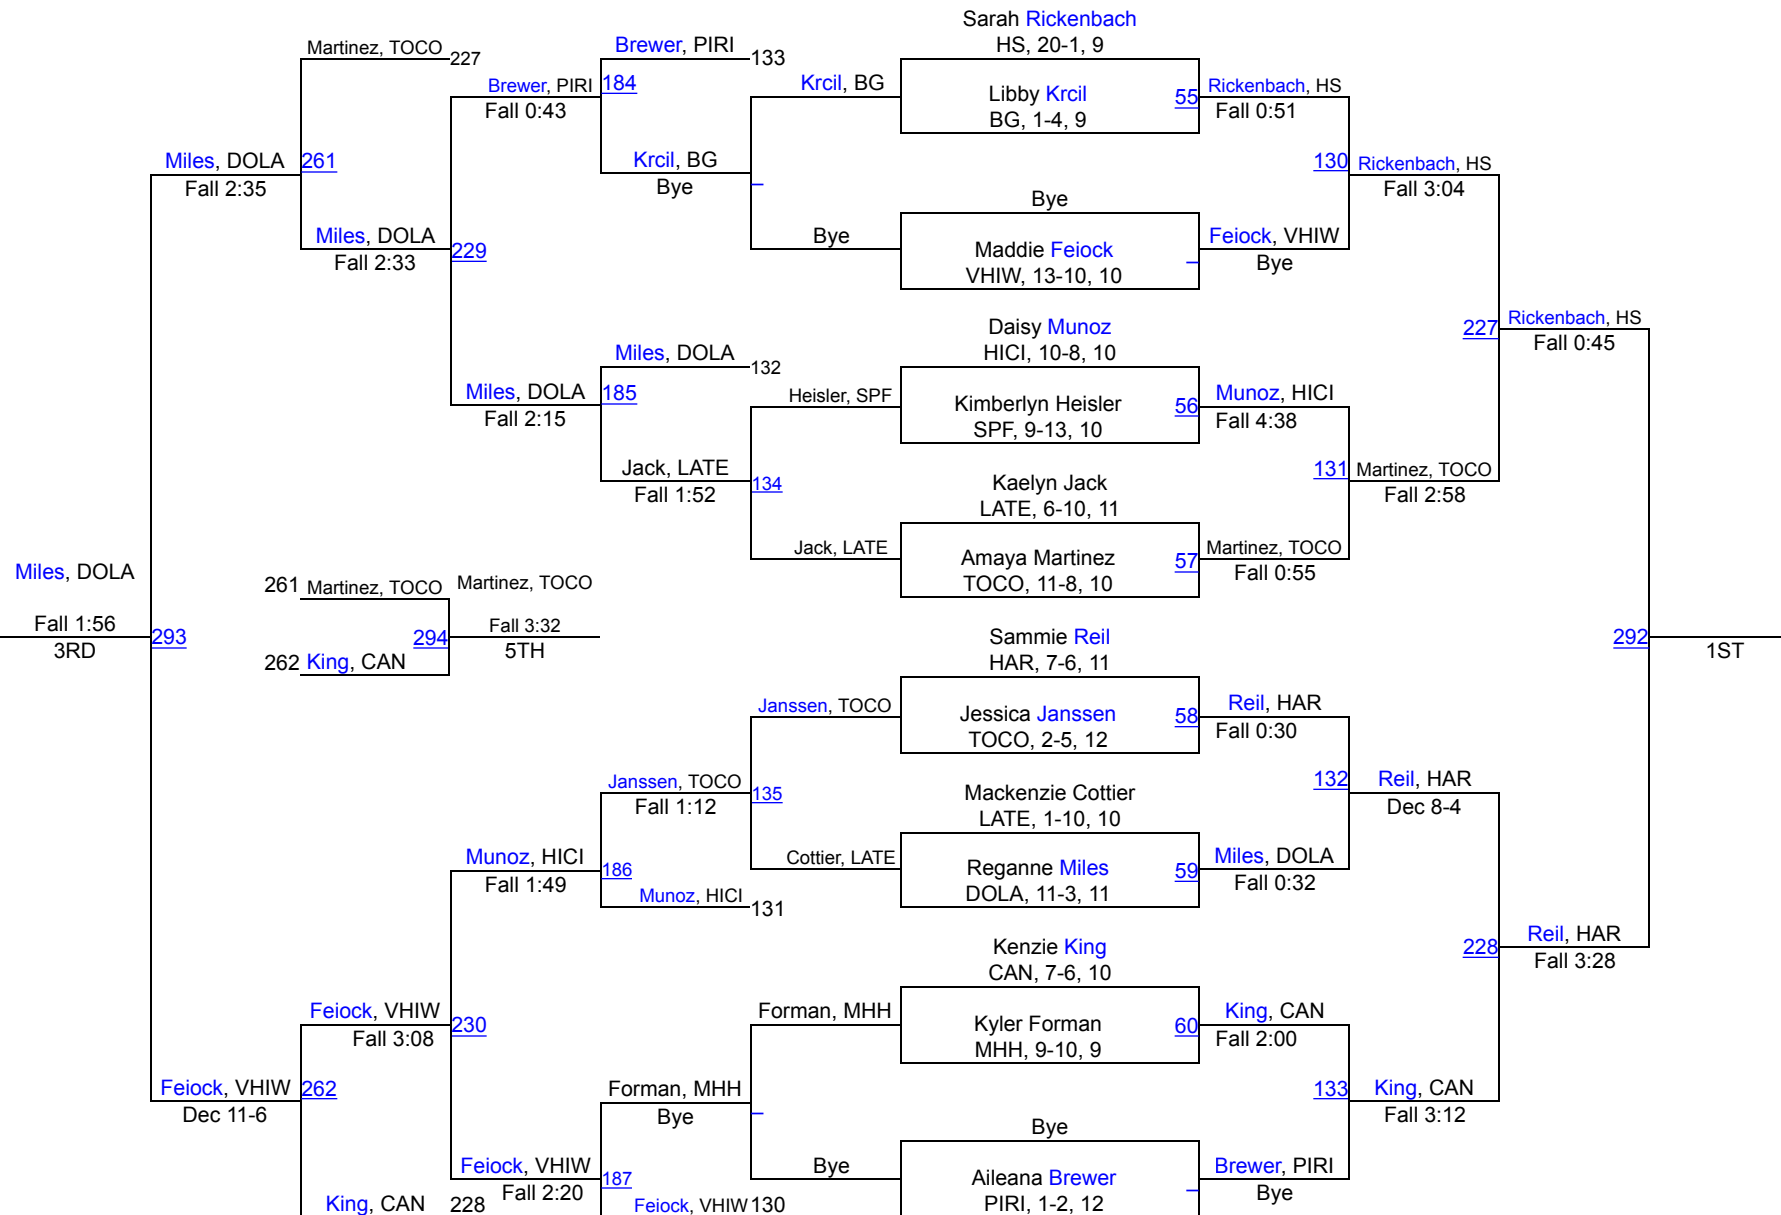 Sarah Rickenbach
HS, 20-1, 9
Martinez, TOCO
227
Brewer, PIRI
133
Brewer, PIRI
184
Fall 0:43
Krcil, BG
Libby Krcil
BG, 1-4, 9
55
Rickenbach, HS
Fall 0:51
Miles, DOLA
261
Fall 2:35
Krcil, BG
Bye
130
Rickenbach, HS
Fall 3:04
Bye
Miles, DOLA
Fall 2:33
229
Bye
Maddie Feiock
VHIW, 13-10, 10
Feiock, VHIW
Bye
Daisy Munoz
HICI, 10-8, 10
227
Rickenbach, HS
Fall 0:45
Miles, DOLA
132
Miles, DOLA
185
Fall 2:15
Heisler, SPF
Kimberlyn Heisler
SPF, 9-13, 10
56
Munoz, HICI
Fall 4:38
Jack, LATE
Fall 1:52
134
Kaelyn Jack
LATE, 6-10, 11
131
Martinez, TOCO
Fall 2:58
Jack, LATE
Amaya Martinez
TOCO, 11-8, 10
57
Martinez, TOCO
Fall 0:55
Miles, DOLA
Fall 1:56
3RD
293
261
Martinez, TOCO
Martinez, TOCO
294
Fall 3:32
5TH
262
King, CAN
Sammie Reil
HAR, 7-6, 11
292
1ST
Janssen, TOCO
Jessica Janssen
TOCO, 2-5, 12
58
Reil, HAR
Fall 0:30
Janssen, TOCO
Fall 1:12
135
Mackenzie Cottier
LATE, 1-10, 10
132
Reil, HAR
Dec 8-4
Munoz, HICI
Fall 1:49
186
Munoz, HICI
131
Cottier, LATE
Reganne Miles
DOLA, 11-3, 11
59
Miles, DOLA
Fall 0:32
Kenzie King
CAN, 7-6, 10
228
Reil, HAR
Fall 3:28
Feiock, VHIW
Fall 3:08
230
Forman, MHH
Kyler Forman
MHH, 9-10, 9
60
King, CAN
Fall 2:00
Feiock, VHIW
262
Dec 11-6
Forman, MHH
Bye
133
King, CAN
Fall 3:12
Bye
Feiock, VHIW
Fall 2:20
187
Bye
Aileana Brewer
PIRI, 1-2, 12
Brewer, PIRI
Bye
King, CAN
228
Feiock, VHIW
130